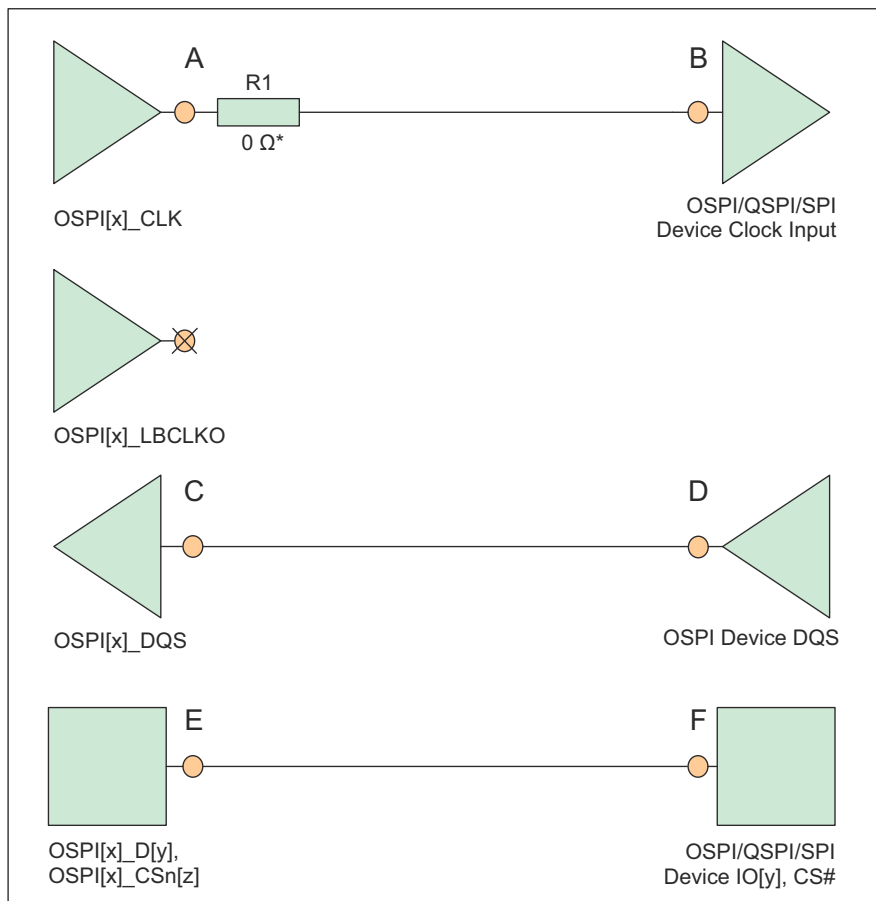 A
B
R1
0 Ω*
OSPI[x]_CLK
OSPI/QSPI/SPI
Device Clock Input
OSPI[x]_LBCLKO
C
D
OSPI[x]_DQS
OSPI Device DQS
E
F
OSPI[x]_D[y],
OSPI[x]_CSn[z]
OSPI/QSPI/SPI
Device IO[y], CS#